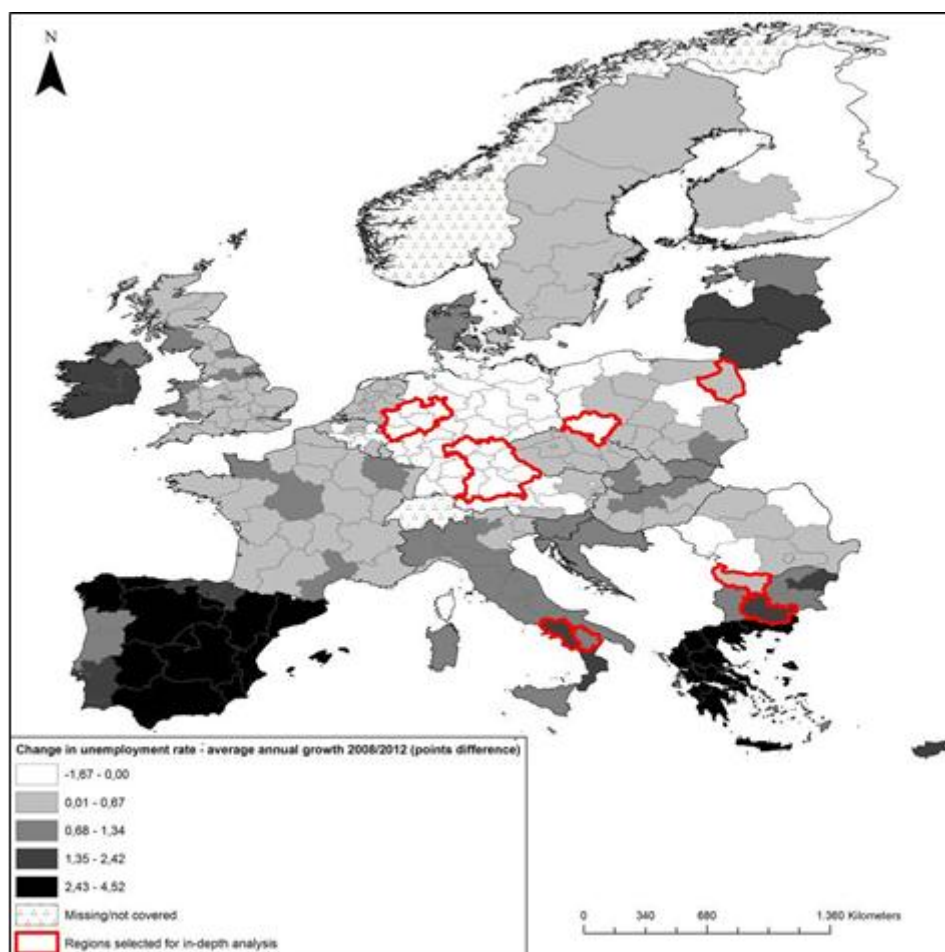 N
Change in unemployment rate - average annual growth 2008/2012 (points difference)
-1,67 - 0,00
0,01 - 0,67
0,68 - 1,34
1,35 - 2,42
2,43 - 4,52
Missing/not covered
Regions selected for in-depth analysis
0 340 680 1.360 Kilometers